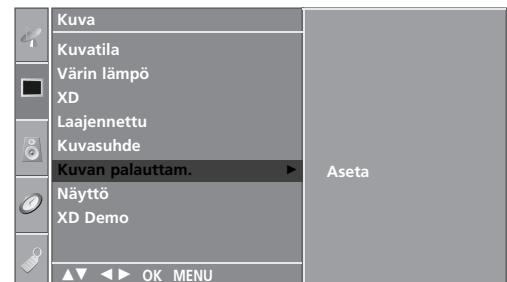 Kuva
Kuvatila
Värin lämpö
XD
Laajennettu
Kuvasuhde
Kuvan palauttam. ►
Aseta
Näyttö
XD Demo
▲▼ ◄► OK MENU